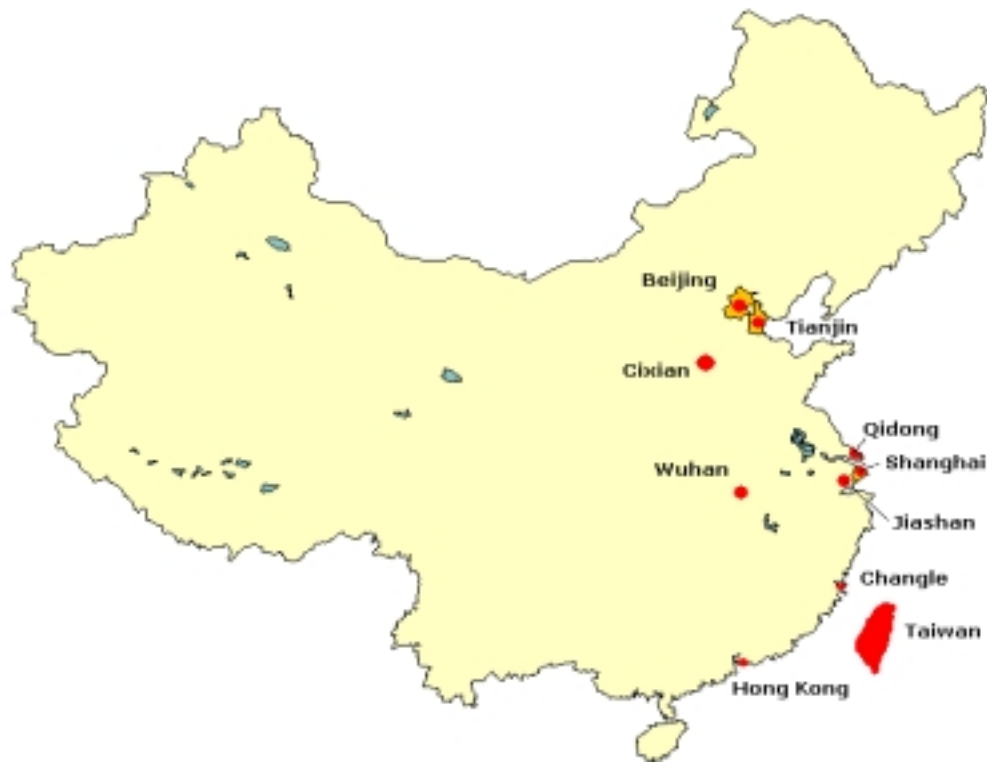 Beijing
Tianjin
Cixian
Qidong
Shanghai
Wuhan
Jiashan
Changle
Taiwan
Hong Kong